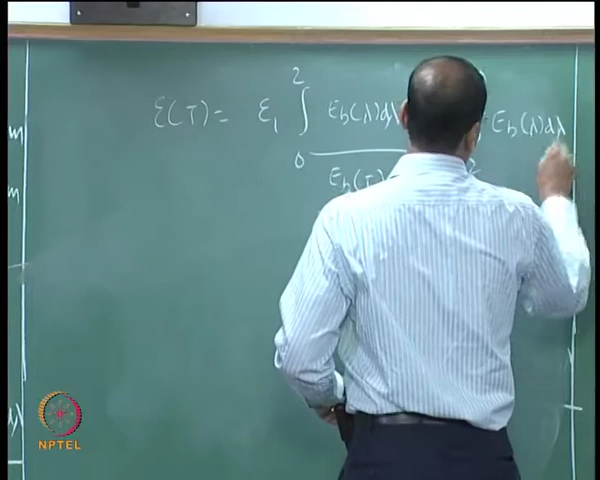 ε(T) = ε₁ ∫₀² E_b(λ)dλ / E_b(T) E_b(λ)dλ
m
m
λ
NPTEL